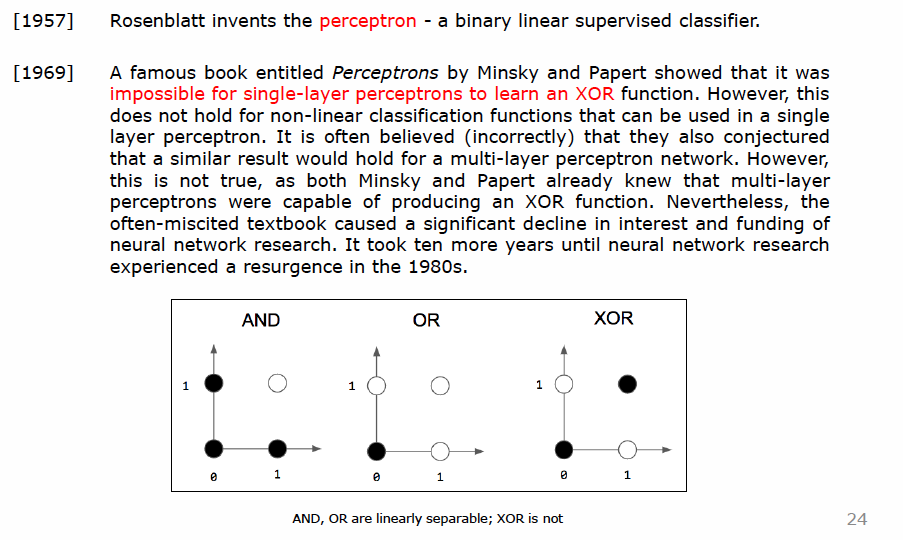 [1957] Rosenblatt invents the perceptron - a binary linear supervised classifier.
[1969] A famous book entitled Perceptrons by Minsky and Papert showed that it was
impossible for single-layer perceptrons to learn an XOR function. However, this
does not hold for non-linear classification functions that can be used in a single
layer perceptron. It is often believed (incorrectly) that they also conjectured
that a similar result would hold for a multi-layer perceptron network. However,
this is not true, as both Minsky and Papert already knew that multi-layer
perceptrons were capable of producing an XOR function. Nevertheless, the
often-miscited textbook caused a significant decline in interest and funding of
neural network research. It took ten more years until neural network research
experienced a resurgence in the 1980s.
AND OR XOR
1 1 1
0 1 0 1 0 1
AND, OR are linearly separable; XOR is not
24